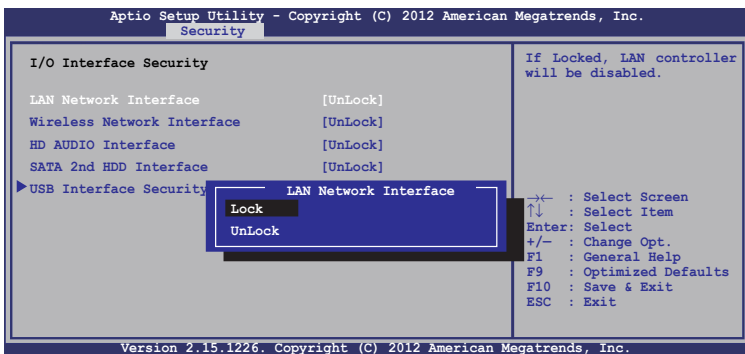 Aptio Setup Utility - Copyright (C) 2012 American Megatrends, Inc.
Security
I/O Interface Security
LAN Network Interface [UnLock]
Wireless Network Interface [UnLock]
HD AUDIO Interface [UnLock]
SATA 2nd HDD Interface [UnLock]
USB Interface Security
LAN Network Interface
Lock
UnLock
If Locked, LAN controller
will be disabled.
→← : Select Screen
↑↓ : Select Item
Enter: Select
+/— : Change Opt.
F1 : General Help
F9 : Optimized Defaults
F10 : Save & Exit
ESC : Exit
Version 2.15.1226. Copyright (C) 2012 American Megatrends, Inc.